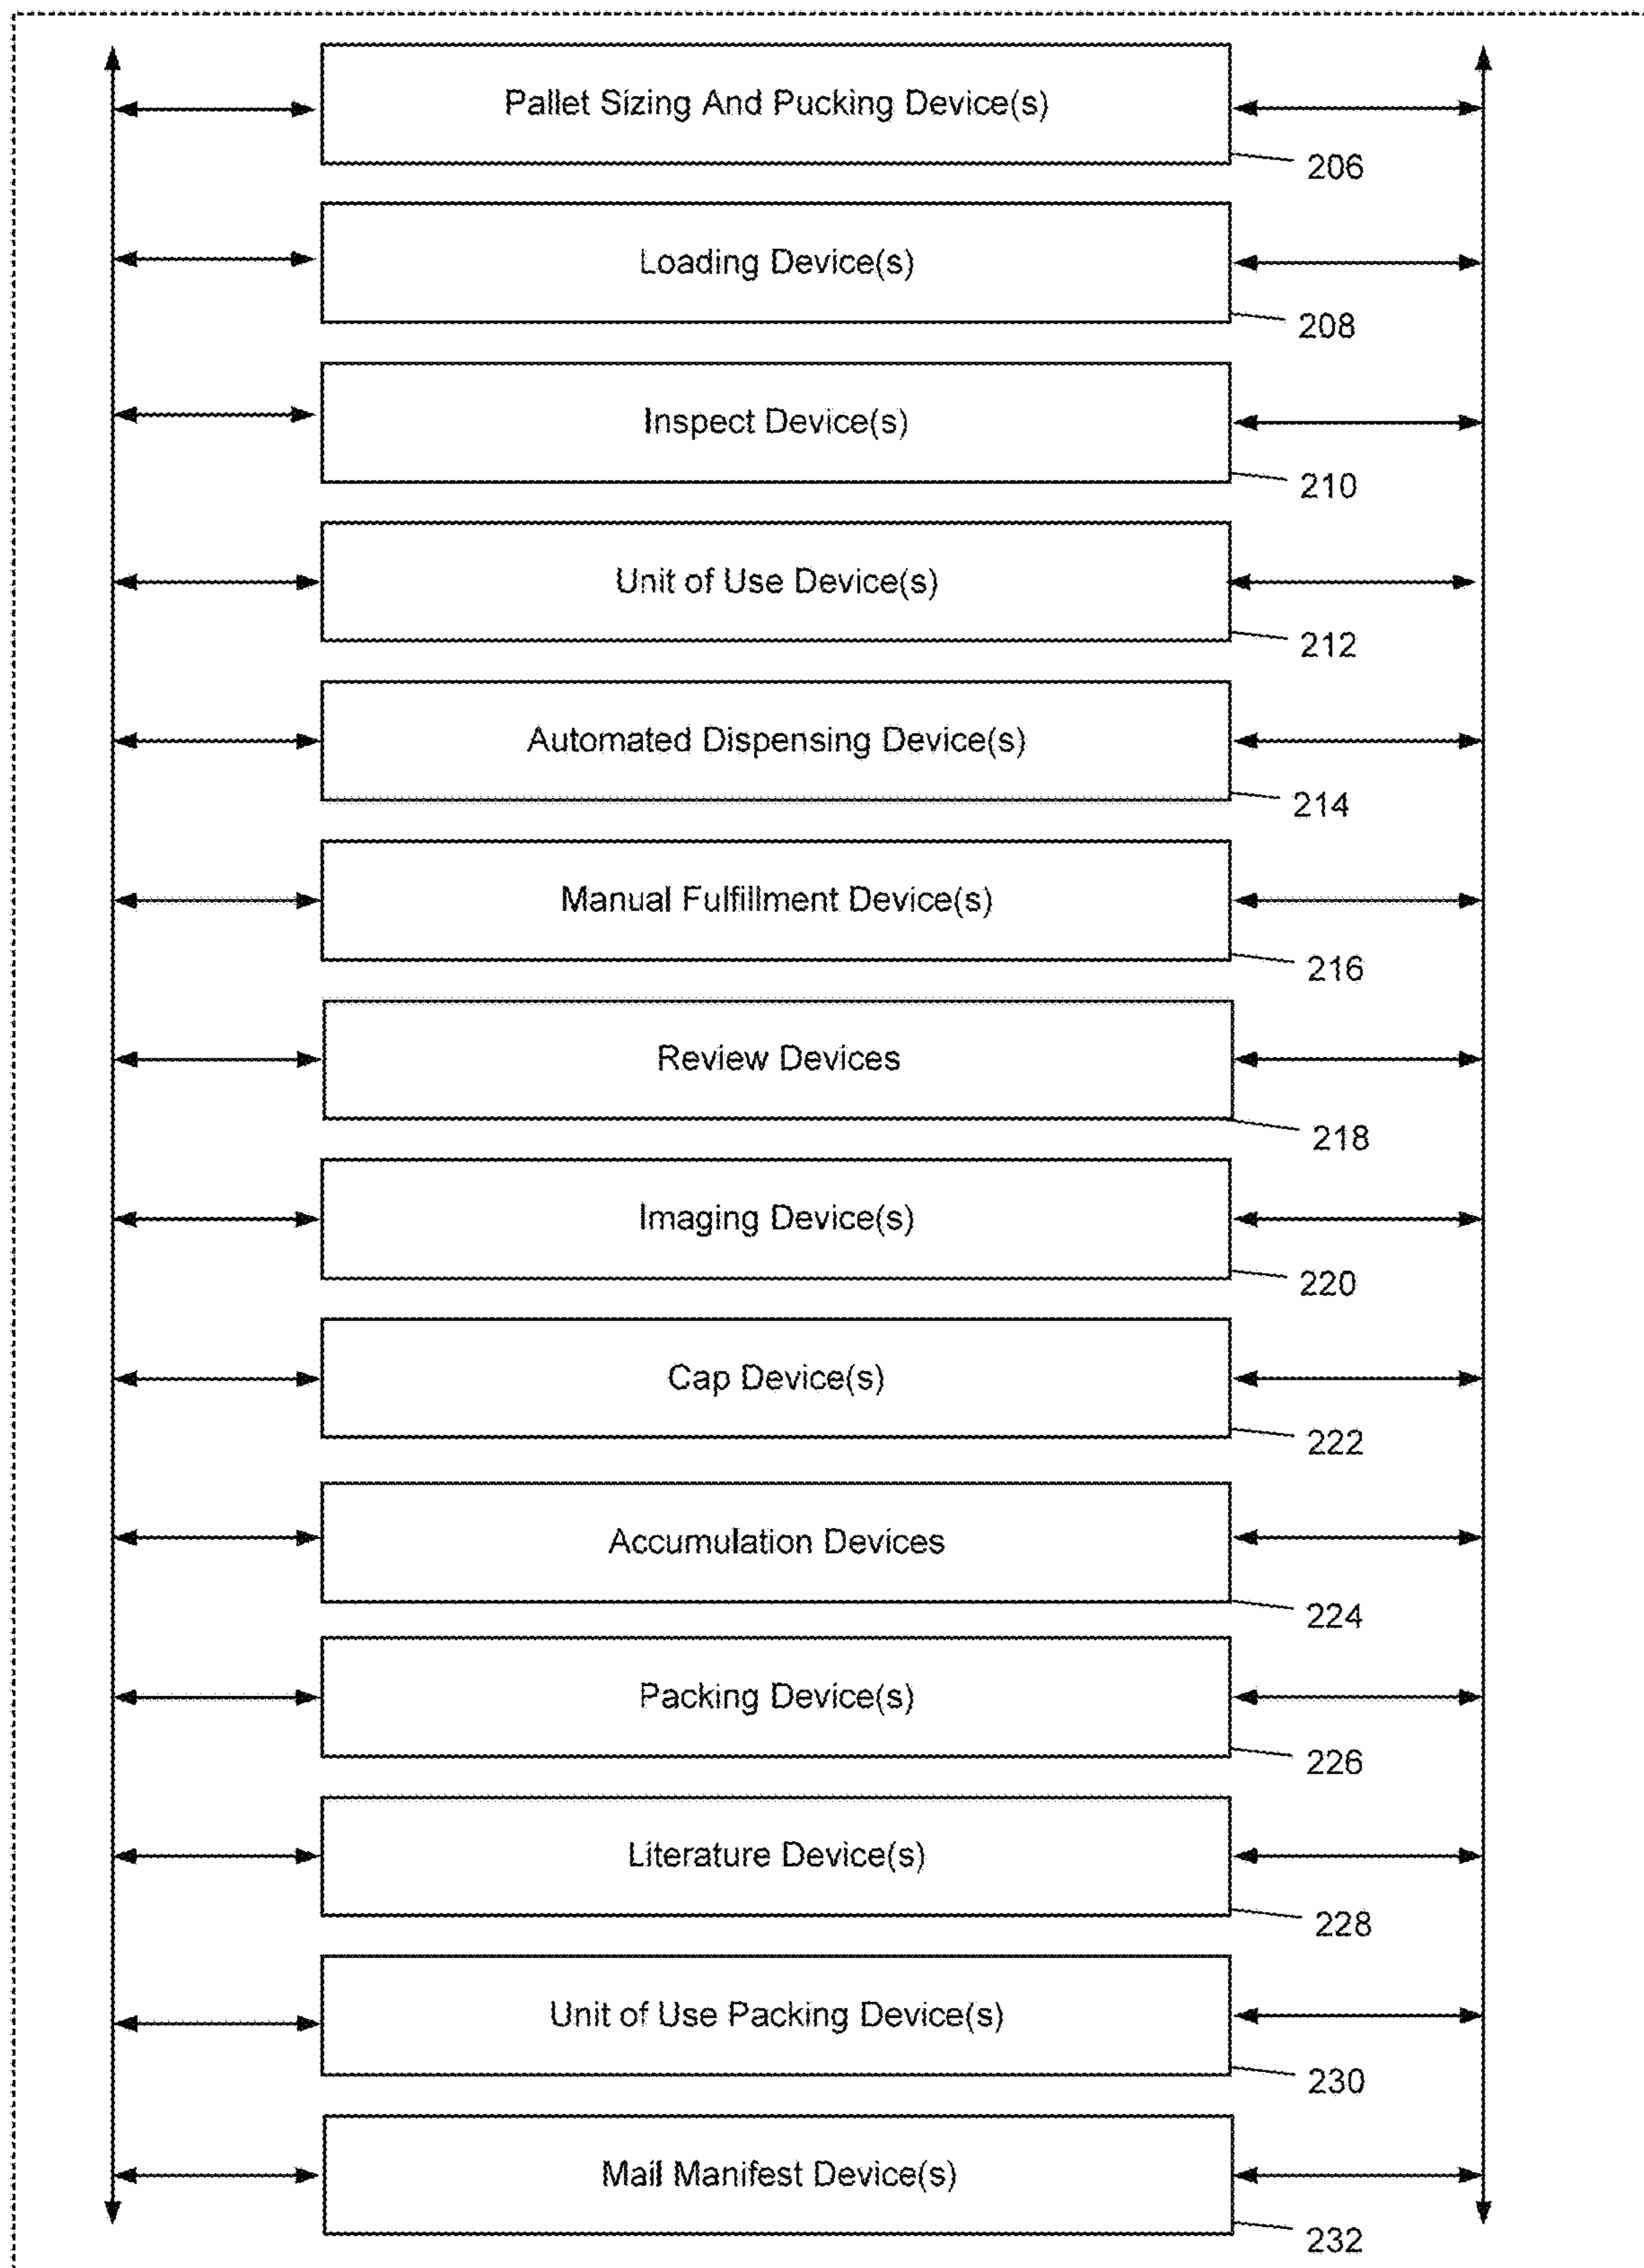 Pallet Sizing And Pucking Device(s)
206
Loading Device(s)
208
Inspect Device(s)
210
Unit of Use Device(s)
212
Automated Dispensing Device(s)
214
Manual Fulfillment Device(s)
216
Review Devices
218
Imaging Device(s)
220
Cap Device(s)
222
Accumulation Devices
224
Packing Device(s)
226
Literature Device(s)
228
Unit of Use Packing Device(s)
230
Mail Manifest Device(s)
232